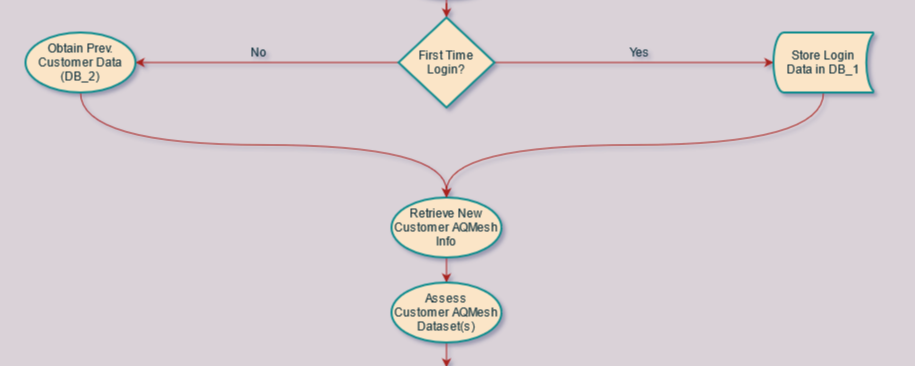 Obtain Prev.
Customer Data
(DB_2)
No
First Time
Login?
Yes
Store Login
Data in DB_1
Retrieve New
Customer AQMesh
Info
Assess
Customer AQMesh
Dataset(s)